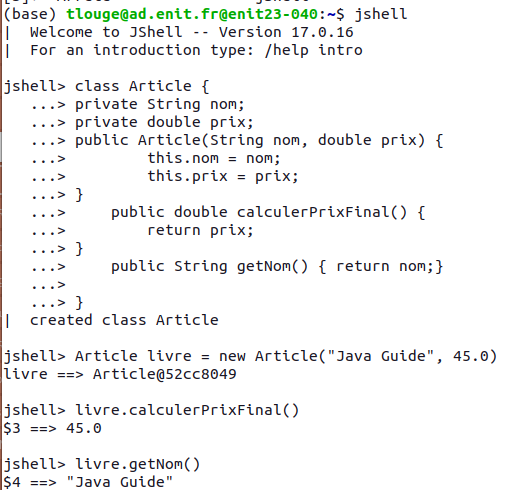 (base) tlouge@ad.enit.fr@enit23-040:~$ jshell
|  Welcome to JShell -- Version 17.0.16
|  For an introduction type: /help intro
jshell> class Article {
   ...> private String nom;
   ...> private double prix;
   ...> public Article(String nom, double prix) {
   ...>         this.nom = nom;
   ...>         this.prix = prix;
   ...> }
   ...>     public double calculerPrixFinal() {
   ...>         return prix;
   ...> }
   ...>     public String getNom() { return nom;}
   ...>
   ...> }
|  created class Article
jshell> Article livre = new Article("Java Guide", 45.0)
livre ==> Article@52cc8049
jshell> livre.calculerPrixFinal()
$3 ==> 45.0
jshell> livre.getNom()
$4 ==> "Java Guide"